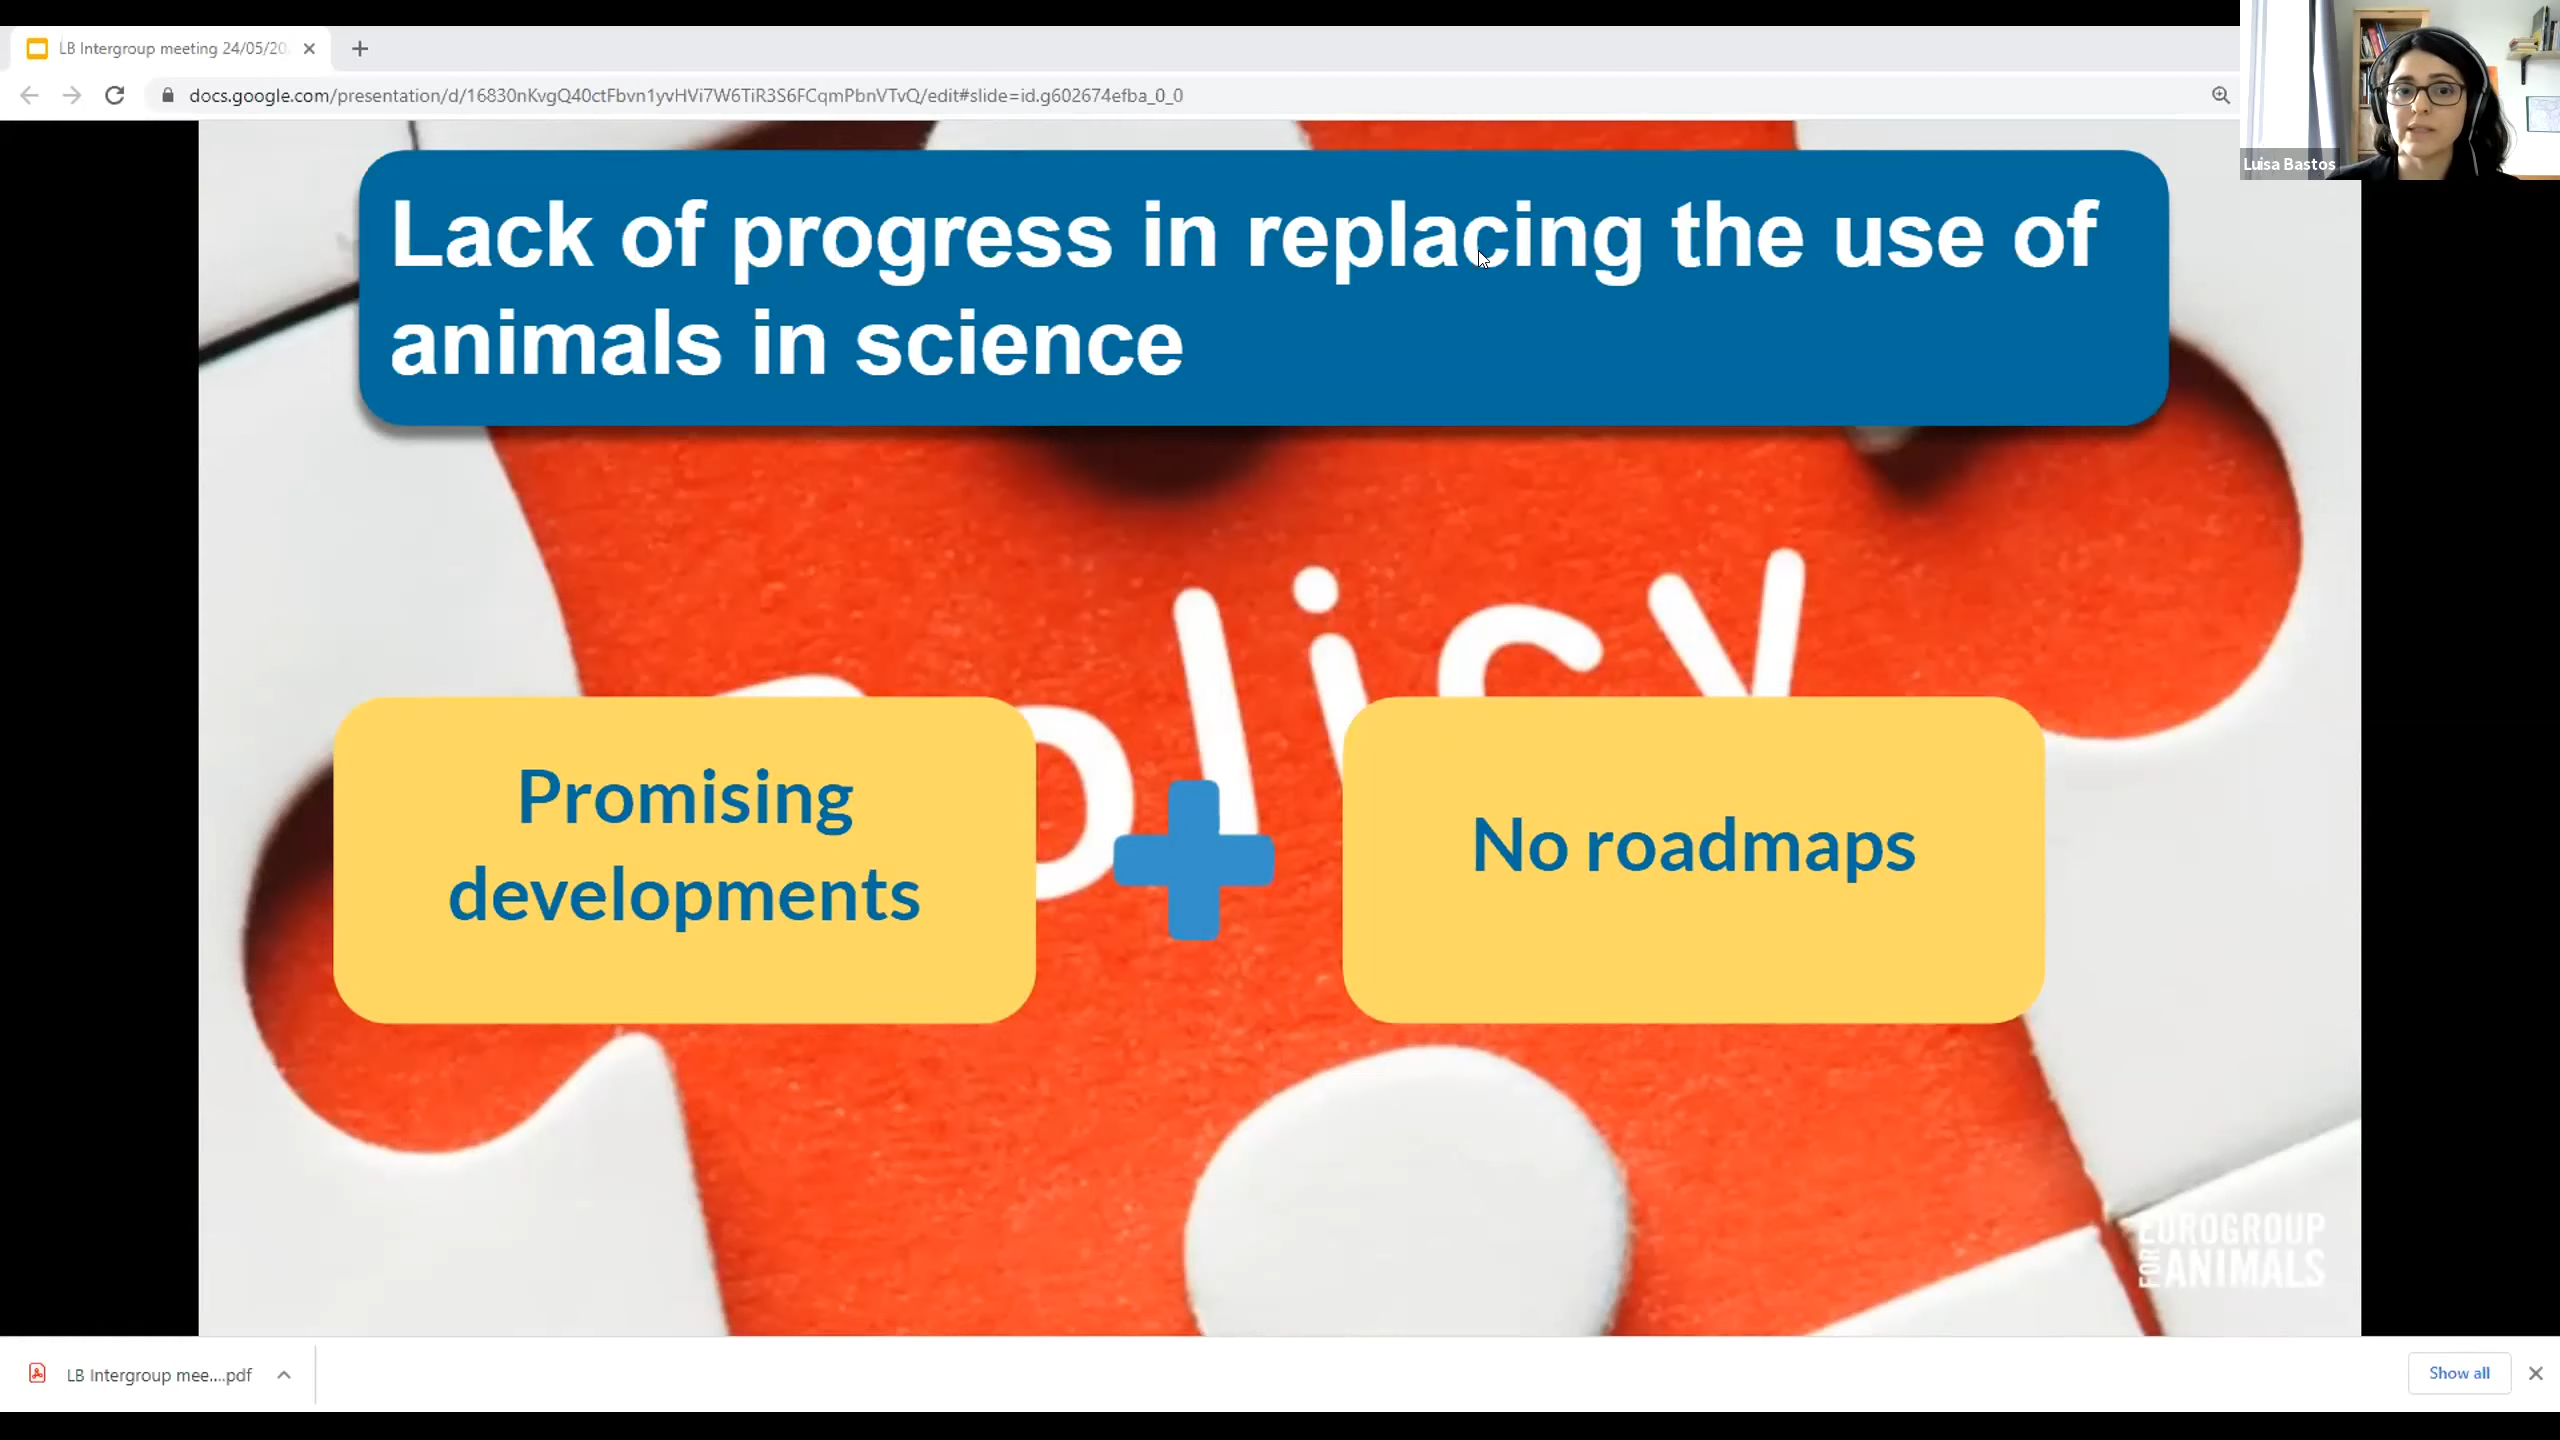 LB Intergroup meeting 24/05/20
docs.google.com/presentation/d/16830nKvgQ40ctFbvn1yvHVi7W6TiR3S6FCqmPbnVTvQ/edit#slide=id.g602674efba_0_0
Luisa Bastos
Lack of progress in replacing the use of
animals in science
Policy
Promising
developments
No roadmaps
EUROGROUP
FOR ANIMALS
LB Intergroup mee....pdf
Show all